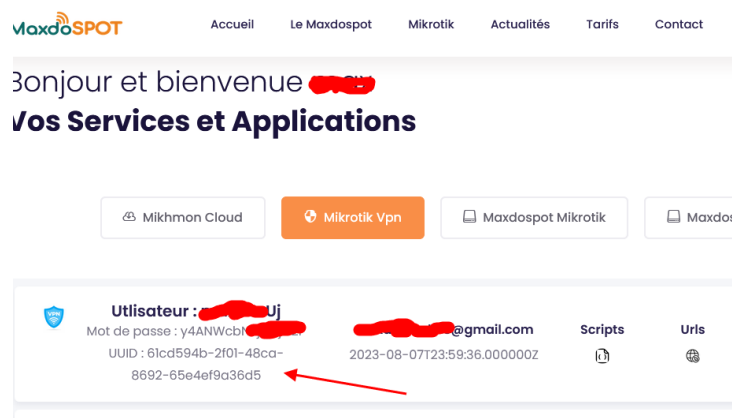 MaxdoSPOT Accueil Le Maxdospot Mikrotik Actualités Tarifs Contact
Bonjour et bienvenue
Vos Services et Applications
Mikhmon Cloud Mikrotik Vpn Maxdospot Mikrotik Maxdos
VPN
Utlisateur : Uj
Mot de passe : y4ANWcbN
UUID : 61cd594b-2f01-48ca-
8692-65e4ef9a36d5
@gmail.com
2023-08-07T23:59:36.000000Z
Scripts
Urls